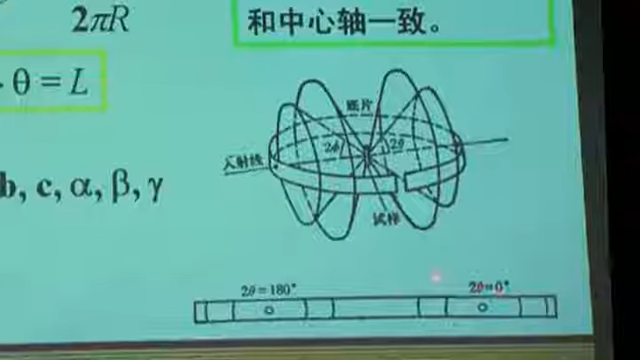 2πR
和中心轴一致。
· θ = L
底片
2θ
2θ
入射线
b, c, α, β, γ
试样
2θ=180°
2θ=0°